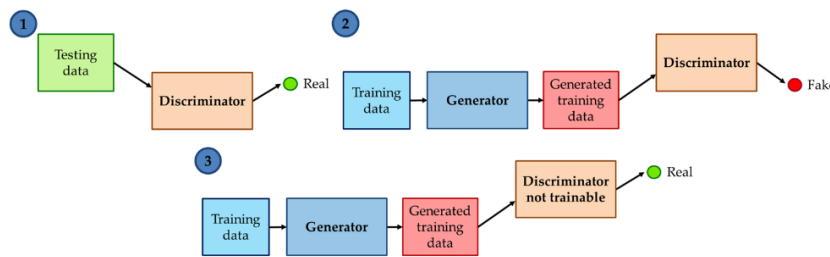 1
Testing
data
Discriminator
Real
2
Training
data
Generator
Generated
training
data
Discriminator
Fake
3
Training
data
Generator
Generated
training
data
Discriminator
not trainable
Real